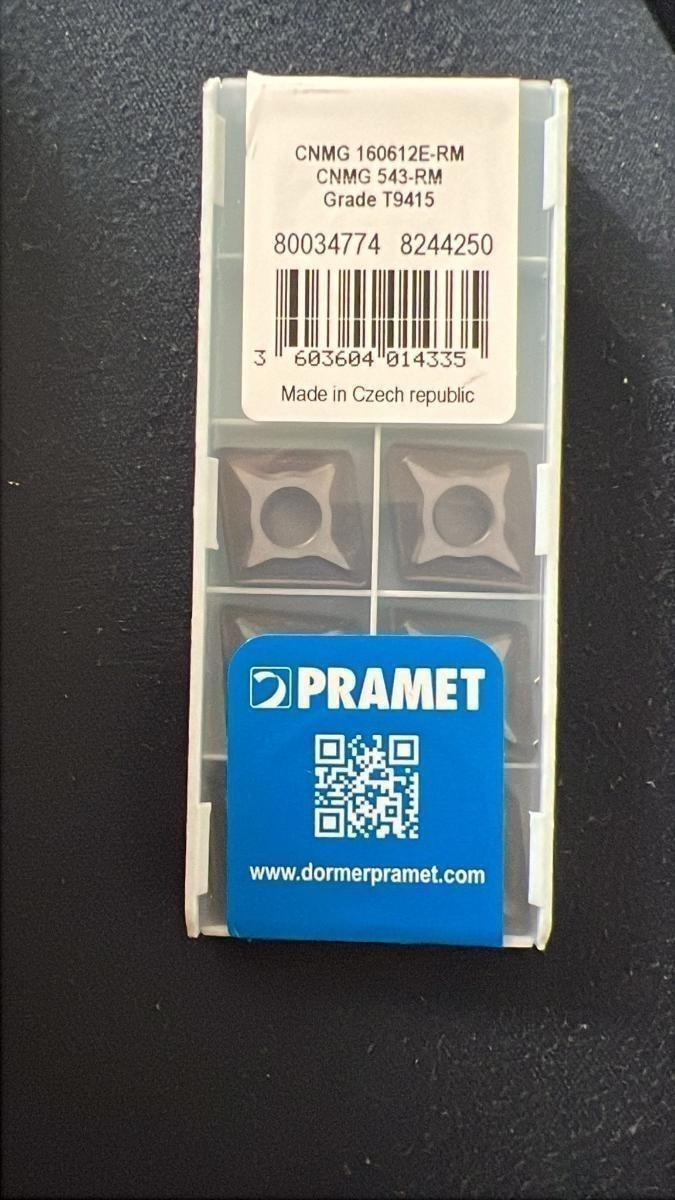 CNMG 160612E-RM
CNMG 543-RM
Grade T9415
80034774 8244250
3 603604 014335
Made in Czech republic
PRAMET
www.dormerpramet.com